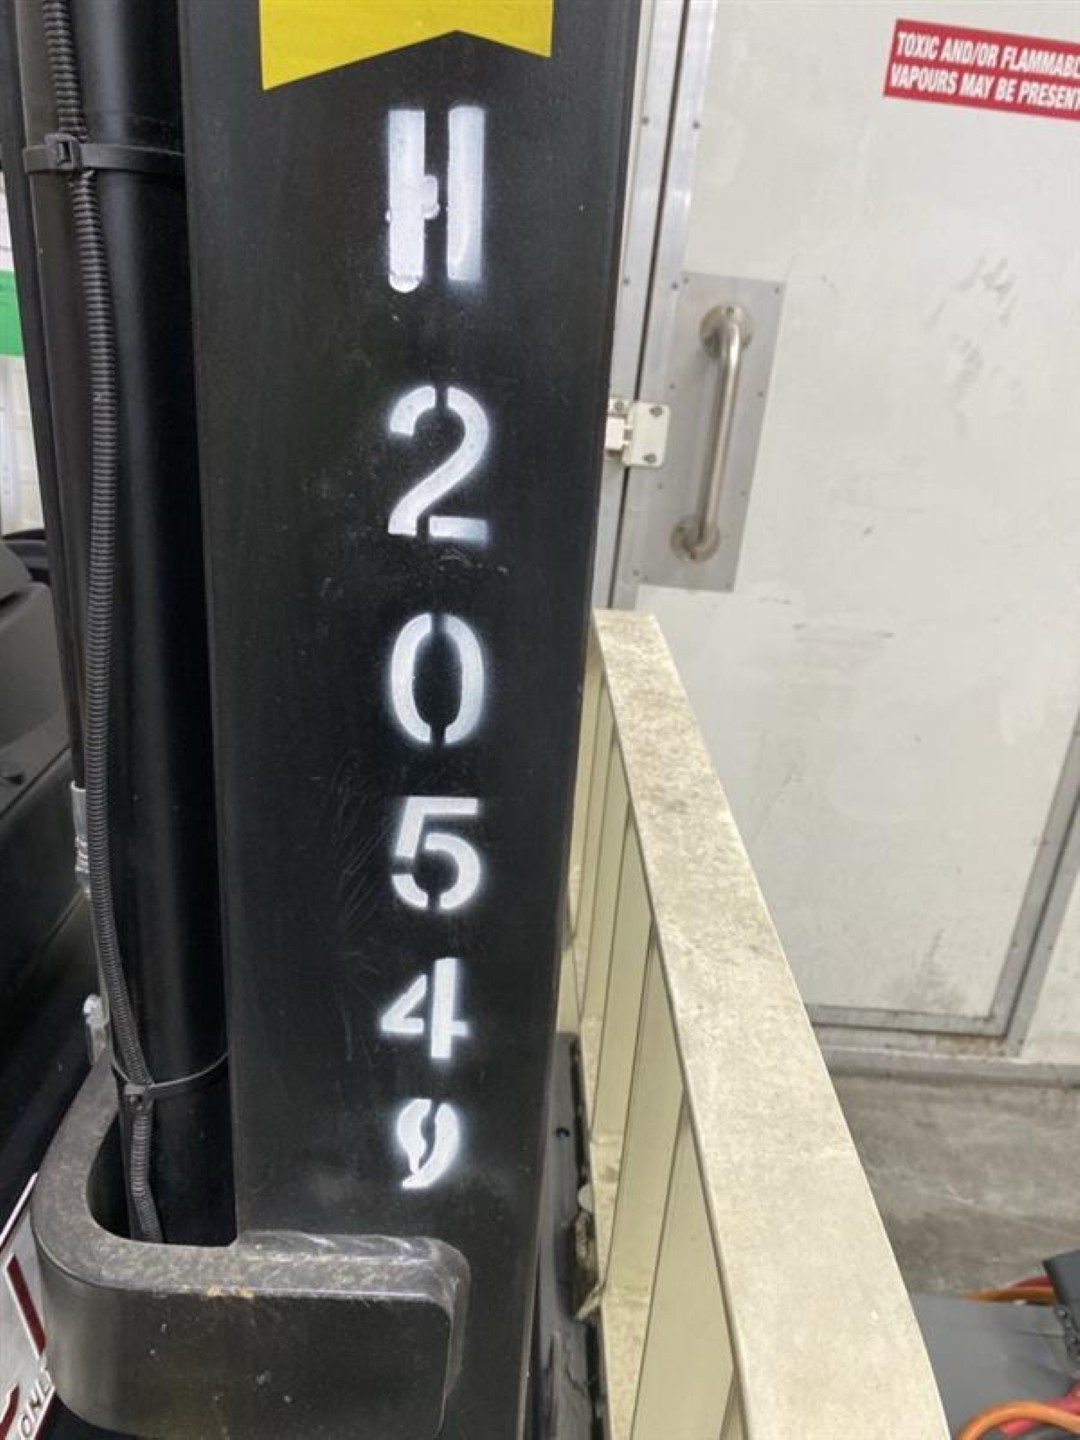 TOXIC AND/OR FLAMMABLE
VAPOURS MAY BE PRESENT
H
2
0
5
4
9